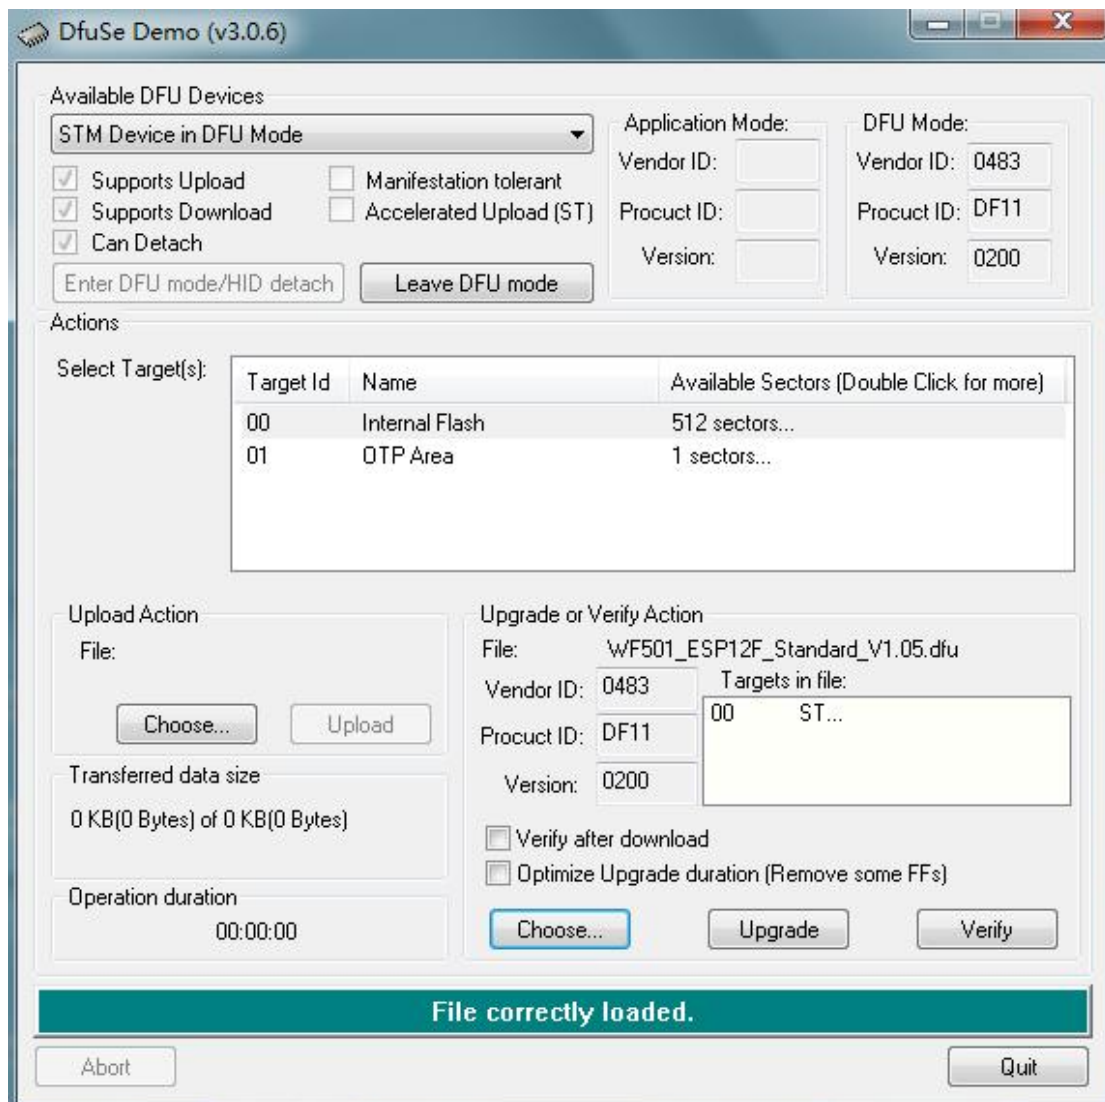 DfuSe Demo (v3.0.6)
Available DFU Devices
STM Device in DFU Mode
Supports Upload
Manifestation tolerant
Supports Download
Accelerated Upload (ST)
Can Detach
Enter DFU mode/HID detach
Leave DFU mode
Application Mode:
Vendor ID:
Procuct ID:
Version:
DFU Mode:
Vendor ID: 0483
Procuct ID: DF11
Version: 0200
Actions
Select Target(s):
Target Id Name Available Sectors (Double Click for more)
00 Internal Flash 512 sectors...
01 OTP Area 1 sectors...
Upload Action
File:
Choose... Upload
Transferred data size
0 KB(0 Bytes) of 0 KB(0 Bytes)
Operation duration
00:00:00
Upgrade or Verify Action
File: WF501_ESP12F_Standard_V1.05.dfu
Vendor ID: 0483
Procuct ID: DF11
Version: 0200
Targets in file:
00 ST...
Verify after download
Optimize Upgrade duration (Remove some FFs)
Choose... Upgrade Verify
File correctly loaded.
Abort Quit